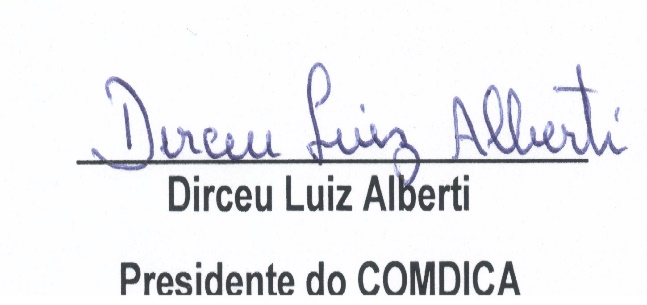 Dirceu Luiz Alberti
Dirceu Luiz Alberti
Presidente do COMDICA